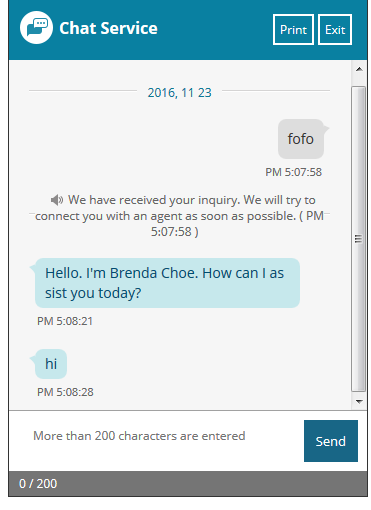 Chat Service
Print
Exit
2016, 11 23
fofo
PM 5:07:58
We have received your inquiry. We will try to
connect you with an agent as soon as possible. ( PM
5:07:58 )
Hello. I'm Brenda Choe. How can I as
sist you today?
PM 5:08:21
hi
PM 5:08:28
More than 200 characters are entered
Send
0 / 200